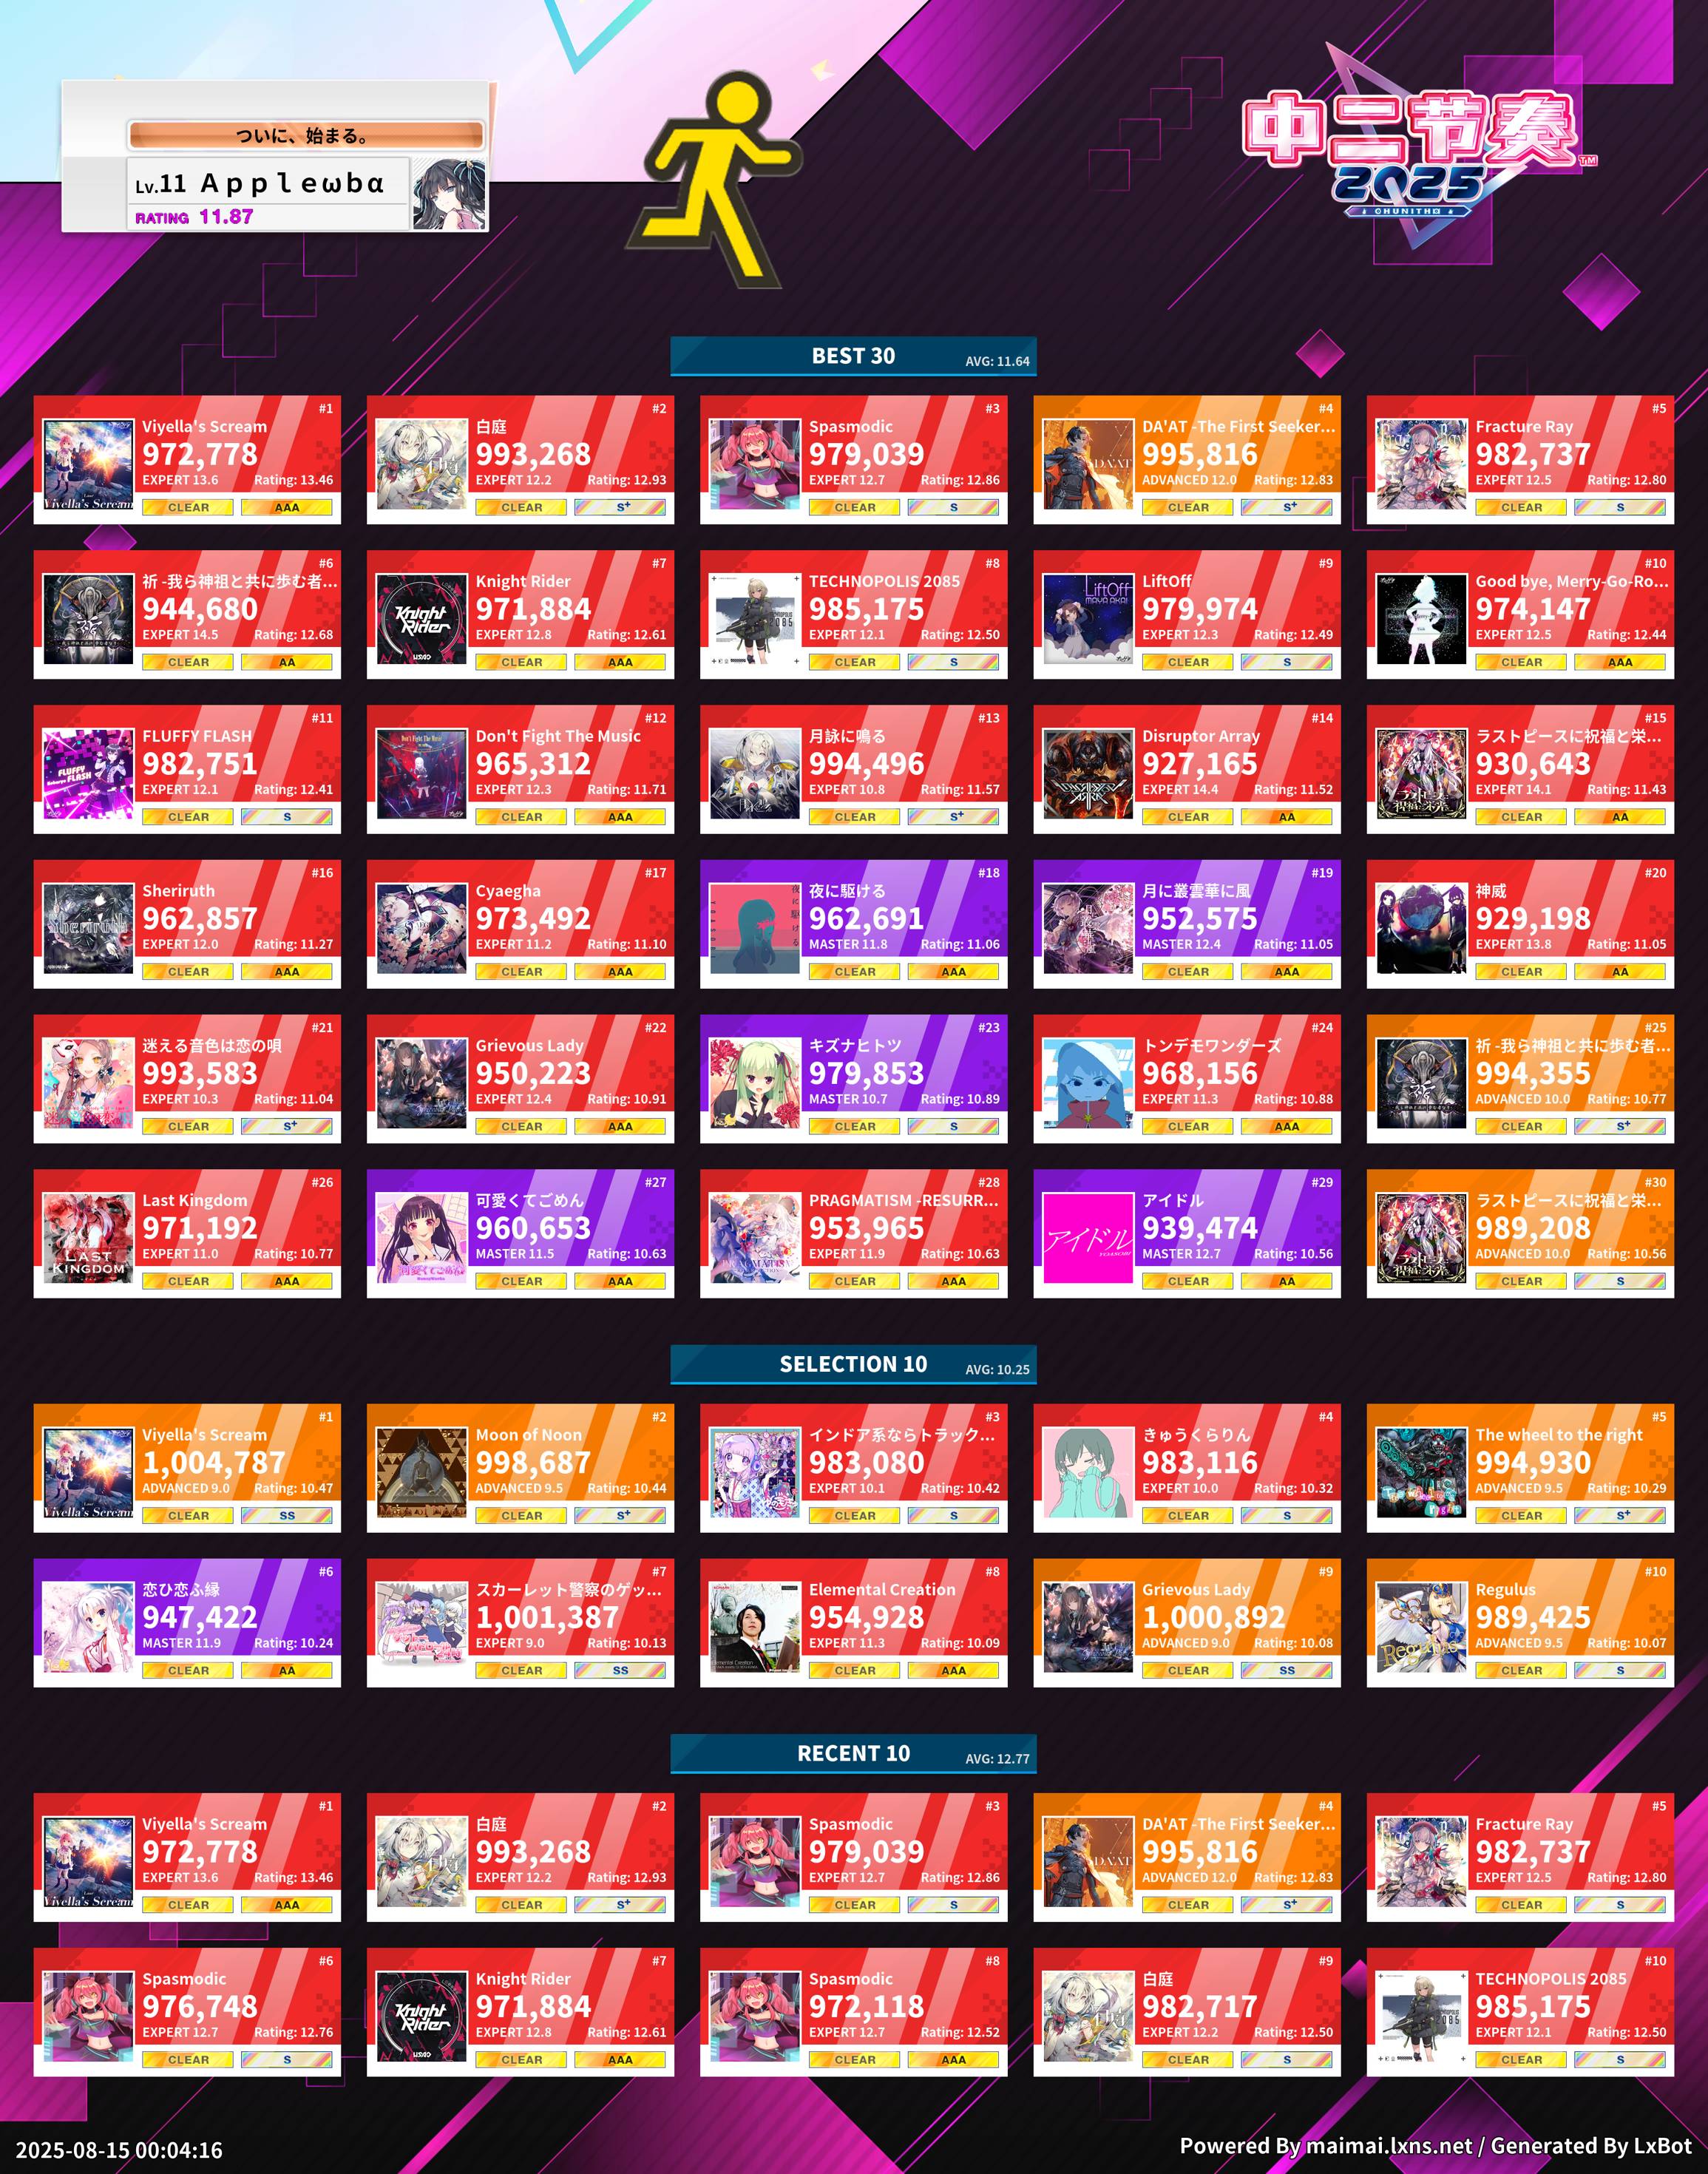 ついに、始まる。
Lv.11 Ａｐｐｌｅωbα
RATING 11.87
中二节奏 TM
2025
CHUNITHM
BEST 30 AVG: 11.64
#1
Viyella's Scream
972,778
EXPERT 13.6 Rating: 13.46
CLEAR AAA
#2
白庭
993,268
EXPERT 12.2 Rating: 12.93
CLEAR S+
#3
Spasmodic
979,039
EXPERT 12.7 Rating: 12.86
CLEAR S
#4
DA'AT -The First Seeker...
995,816
ADVANCED 12.0 Rating: 12.83
CLEAR S+
#5
Fracture Ray
982,737
EXPERT 12.5 Rating: 12.80
CLEAR S
#6
祈 -我ら神祖と共に歩む者...
944,680
EXPERT 14.5 Rating: 12.68
CLEAR AA
#7
Knight Rider
971,884
EXPERT 12.8 Rating: 12.61
CLEAR AAA
#8
TECHNOPOLIS 2085
985,175
EXPERT 12.1 Rating: 12.50
CLEAR S
#9
LiftOff
979,974
EXPERT 12.3 Rating: 12.49
CLEAR S
#10
Good bye, Merry-Go-Ro...
974,147
EXPERT 12.5 Rating: 12.44
CLEAR AAA
#11
FLUFFY FLASH
982,751
EXPERT 12.1 Rating: 12.41
CLEAR S
#12
Don't Fight The Music
965,312
EXPERT 12.3 Rating: 11.71
CLEAR AAA
#13
月詠に鳴る
994,496
EXPERT 10.8 Rating: 11.57
CLEAR S+
#14
Disruptor Array
927,165
EXPERT 14.4 Rating: 11.52
CLEAR AA
#15
ラストピースに祝福と栄...
930,643
EXPERT 14.1 Rating: 11.43
CLEAR AA
#16
Sheriruth
962,857
EXPERT 12.0 Rating: 11.27
CLEAR AAA
#17
Cyaegha
973,492
EXPERT 11.2 Rating: 11.10
CLEAR AAA
#18
夜に駆ける
962,691
MASTER 11.8 Rating: 11.06
CLEAR AAA
#19
月に叢雲華に風
952,575
MASTER 12.4 Rating: 11.05
CLEAR AAA
#20
神威
929,198
EXPERT 13.8 Rating: 11.05
CLEAR AA
#21
迷える音色は恋の唄
993,583
EXPERT 10.3 Rating: 11.04
CLEAR S+
#22
Grievous Lady
950,223
EXPERT 12.4 Rating: 10.91
CLEAR AAA
#23
キズナヒトツ
979,853
MASTER 10.7 Rating: 10.89
CLEAR S
#24
トンデモワンダーズ
968,156
EXPERT 11.3 Rating: 10.88
CLEAR AAA
#25
祈 -我ら神祖と共に歩む者...
994,355
ADVANCED 10.0 Rating: 10.77
CLEAR S+
#26
Last Kingdom
971,192
EXPERT 11.0 Rating: 10.77
CLEAR AAA
#27
可愛くてごめん
960,653
MASTER 11.5 Rating: 10.63
CLEAR AAA
#28
PRAGMATISM -RESURR...
953,965
EXPERT 11.9 Rating: 10.63
CLEAR AAA
#29
アイドル
939,474
MASTER 12.7 Rating: 10.56
CLEAR AA
#30
ラストピースに祝福と栄...
989,208
ADVANCED 10.0 Rating: 10.56
CLEAR S
SELECTION 10 AVG: 10.25
#1
Viyella's Scream
1,004,787
ADVANCED 9.0 Rating: 10.47
CLEAR SS
#2
Moon of Noon
998,687
ADVANCED 9.5 Rating: 10.44
CLEAR S+
#3
インドア系ならトラック...
983,080
EXPERT 10.1 Rating: 10.42
CLEAR S
#4
きゅうくらりん
983,116
EXPERT 10.0 Rating: 10.32
CLEAR S
#5
The wheel to the right
994,930
ADVANCED 9.5 Rating: 10.29
CLEAR S+
#6
恋ひ恋ふ縁
947,422
MASTER 11.9 Rating: 10.24
CLEAR AA
#7
スカーレット警察のゲッ...
1,001,387
EXPERT 9.0 Rating: 10.13
CLEAR SS
#8
Elemental Creation
954,928
EXPERT 11.3 Rating: 10.09
CLEAR AAA
#9
Grievous Lady
1,000,892
ADVANCED 9.0 Rating: 10.08
CLEAR SS
#10
Regulus
989,425
ADVANCED 9.5 Rating: 10.07
CLEAR S
RECENT 10 AVG: 12.77
#1
Viyella's Scream
972,778
EXPERT 13.6 Rating: 13.46
CLEAR AAA
#2
白庭
993,268
EXPERT 12.2 Rating: 12.93
CLEAR S+
#3
Spasmodic
979,039
EXPERT 12.7 Rating: 12.86
CLEAR S
#4
DA'AT -The First Seeker...
995,816
ADVANCED 12.0 Rating: 12.83
CLEAR S+
#5
Fracture Ray
982,737
EXPERT 12.5 Rating: 12.80
CLEAR S
#6
Spasmodic
976,748
EXPERT 12.7 Rating: 12.76
CLEAR S
#7
Knight Rider
971,884
EXPERT 12.8 Rating: 12.61
CLEAR AAA
#8
Spasmodic
972,118
EXPERT 12.7 Rating: 12.52
CLEAR AAA
#9
白庭
982,717
EXPERT 12.2 Rating: 12.50
CLEAR S
#10
TECHNOPOLIS 2085
985,175
EXPERT 12.1 Rating: 12.50
CLEAR S
2025-08-15 00:04:16
Powered By maimai.lxns.net / Generated By LxBot